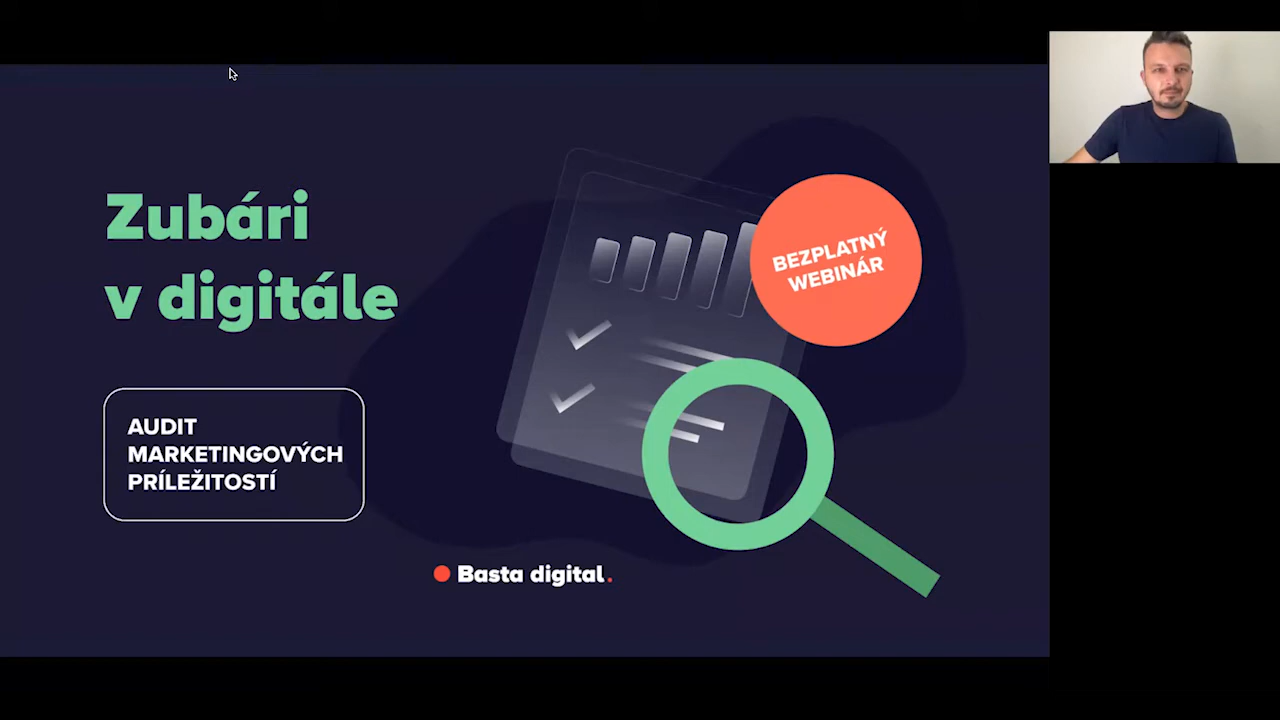 Zubári
v digitále
BEZPLATNÝ
WEBINÁR
AUDIT
MARKETINGOVÝCH
PRÍLEŽITOSTÍ
Basta digital.